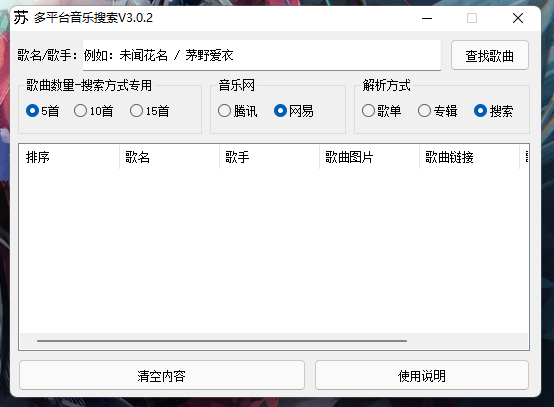 苏 多平台音乐搜索V3.0.2
歌名/歌手：例如：未闻花名 / 茅野爱衣 查找歌曲
歌曲数量-搜索方式专用 音乐网 解析方式
5首 10首 15首 腾讯 网易 歌单 专辑 搜索
排序 歌名 歌手 歌曲图片 歌曲链接
清空内容 使用说明